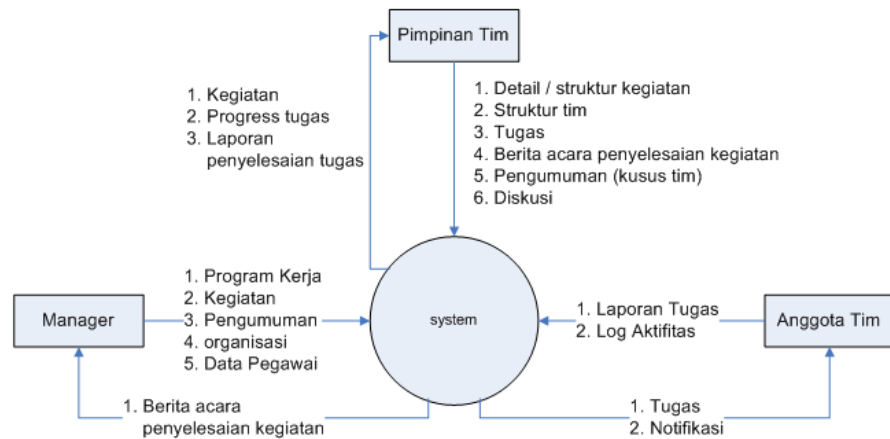 Pimpinan Tim
1. Kegiatan
2. Progress tugas
3. Laporan
penyelesaian tugas
1. Detail / struktur kegiatan
2. Struktur tim
3. Tugas
4. Berita acara penyelesaian kegiatan
5. Pengumuman (kusus tim)
6. Diskusi
Manager
1. Program Kerja
2. Kegiatan
3. Pengumuman
4. organisasi
5. Data Pegawai
system
1. Laporan Tugas
2. Log Aktifitas
Anggota Tim
1. Berita acara
penyelesaian kegiatan
1. Tugas
2. Notifikasi